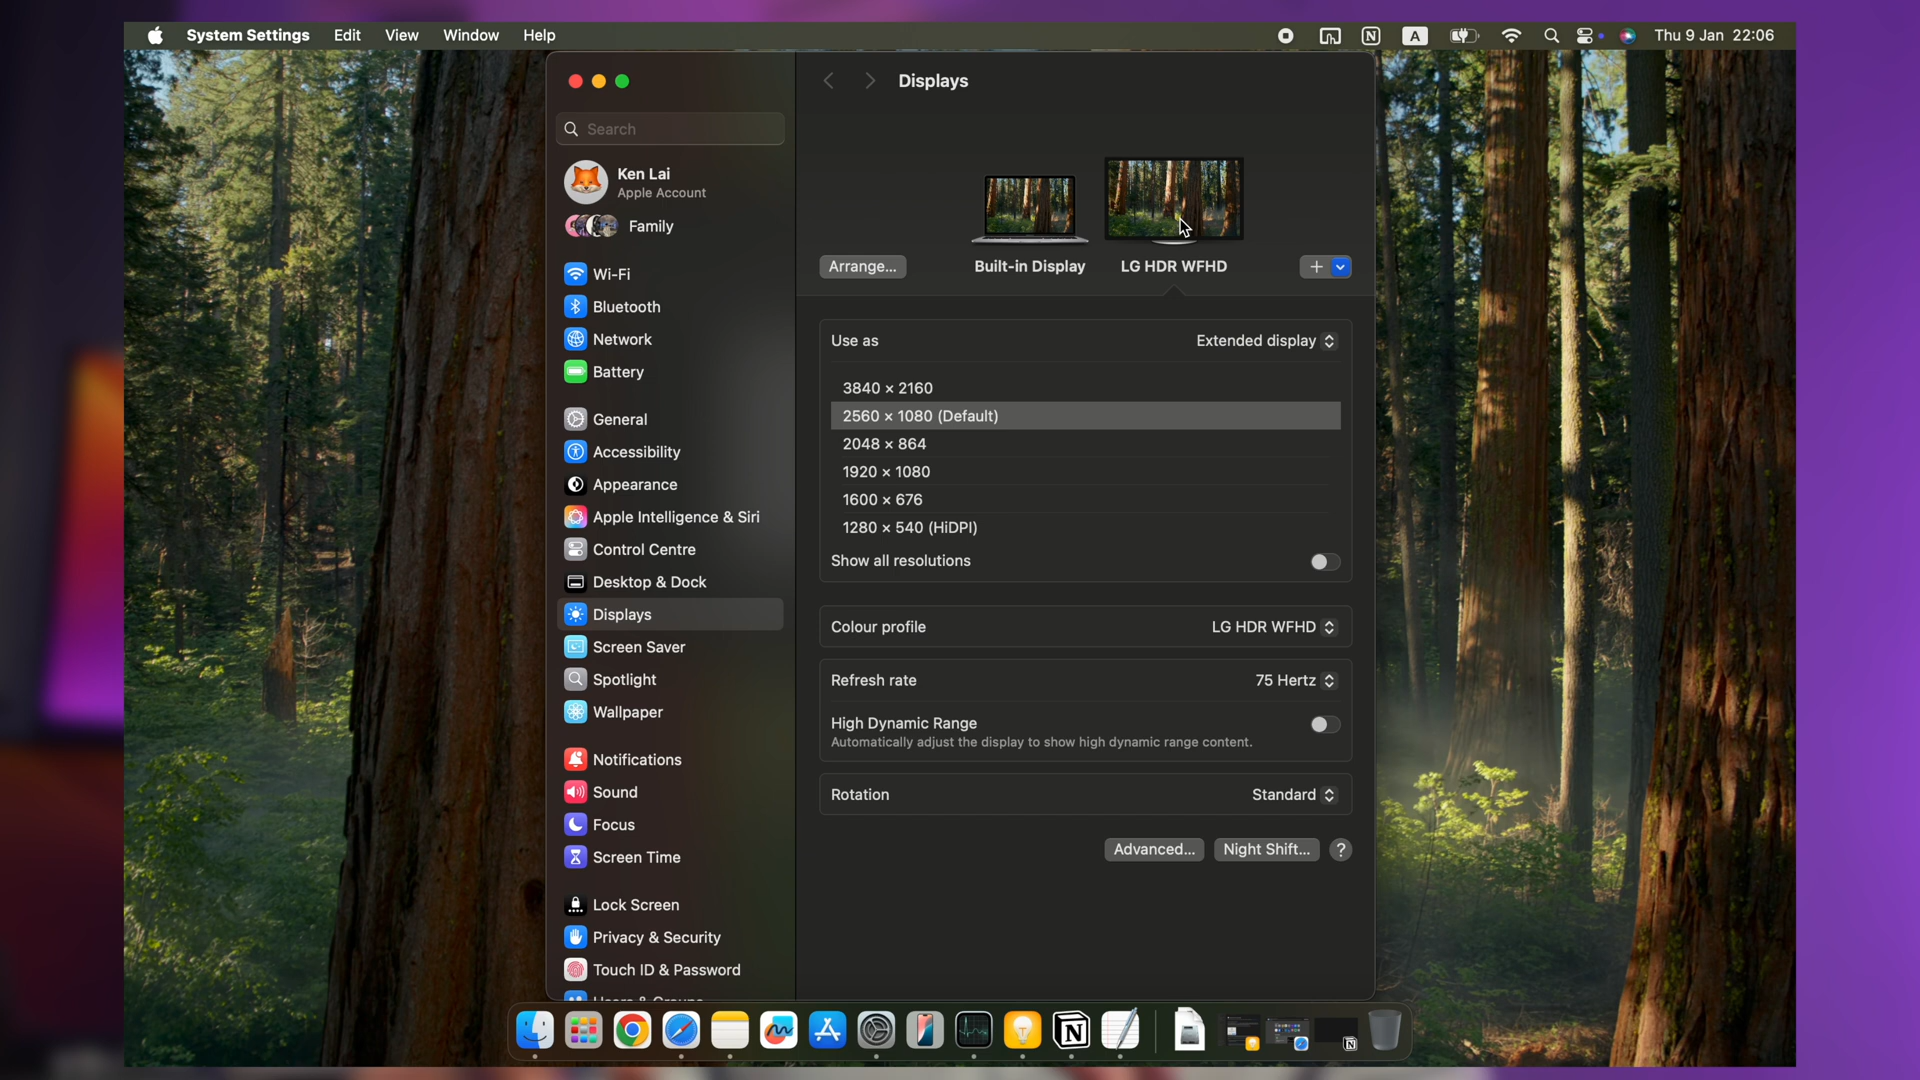 System Settings Edit View Window Help
A
Thu 9 Jan 22:06
Displays
Search
Ken Lai
Apple Account
Family
Wi-Fi
Bluetooth
Network
Battery
General
Accessibility
Appearance
Apple Intelligence & Siri
Control Centre
Desktop & Dock
Displays
Screen Saver
Spotlight
Wallpaper
Notifications
Sound
Focus
Screen Time
Lock Screen
Privacy & Security
Touch ID & Password
Arrange...
Built-in Display
LG HDR WFHD
Use as
Extended display
3840 × 2160
2560 × 1080 (Default)
2048 × 864
1920 × 1080
1600 × 676
1280 × 540 (HiDPI)
Show all resolutions
Colour profile
LG HDR WFHD
Refresh rate
75 Hertz
High Dynamic Range
Automatically adjust the display to show high dynamic range content.
Rotation
Standard
Advanced...
Night Shift...
?